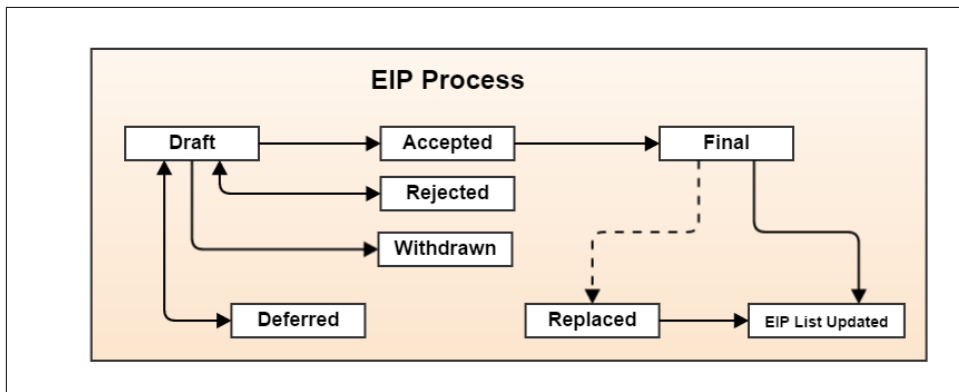 EIP Process
Draft
Accepted
Final
Rejected
Withdrawn
Deferred
Replaced
EIP List Updated